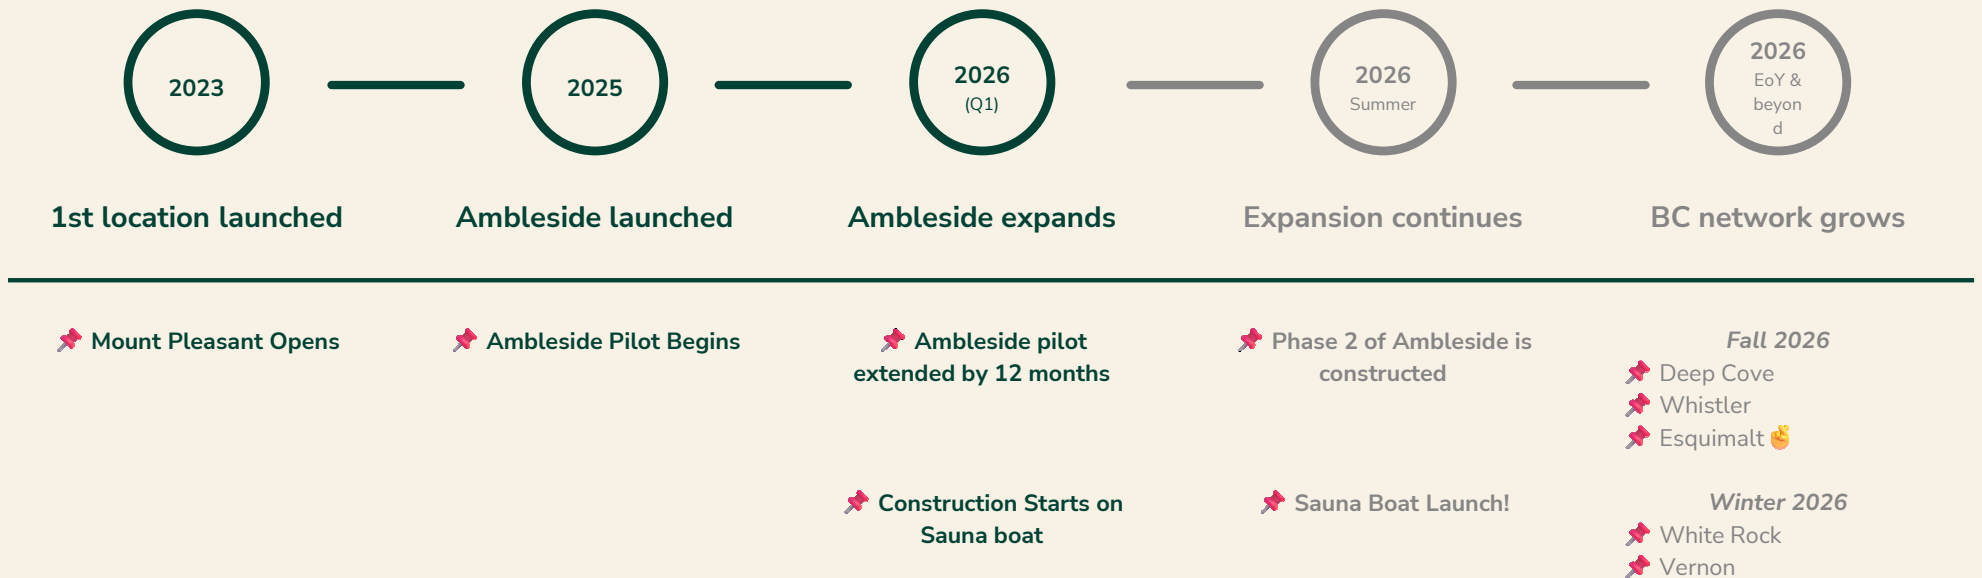 2023
2025
2026
(Q1)
2026
Summer
2026
EoY &
beyon
d
1st location launched
Ambleside launched
Ambleside expands
Expansion continues
BC network grows
📌 Mount Pleasant Opens
📌 Ambleside Pilot Begins
📌 Ambleside pilot
extended by 12 months
📌 Construction Starts on
Sauna boat
📌 Phase 2 of Ambleside is
constructed
📌 Sauna Boat Launch!
Fall 2026
📌 Deep Cove
📌 Whistler
📌 Esquimalt 🤞
Winter 2026
📌 White Rock
📌 Vernon